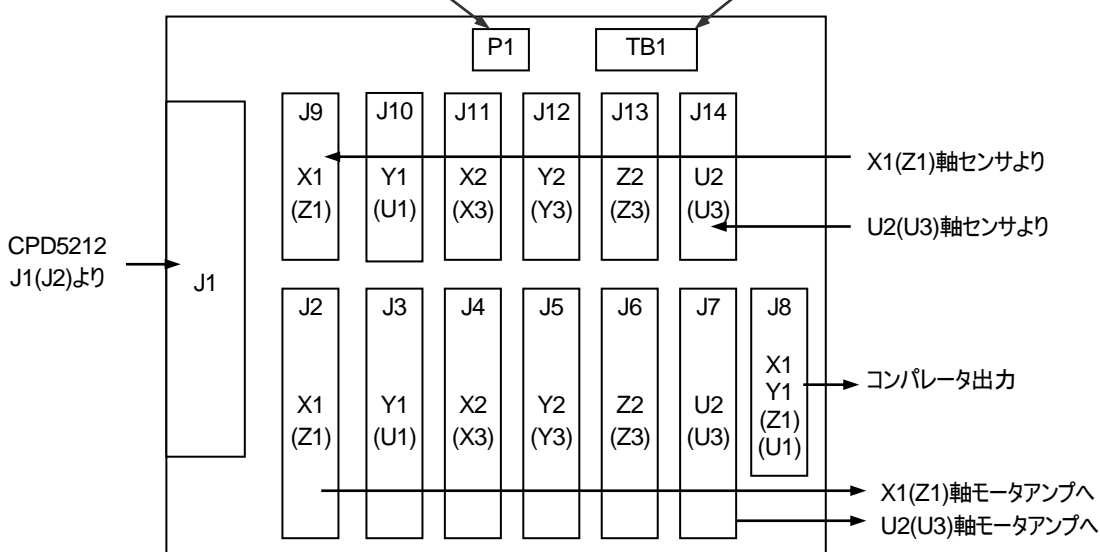 P1
TB1
J9
J10
J11
J12
J13
J14
X1
(Z1)
Y1
(U1)
X2
(X3)
Y2
(Y3)
Z2
(Z3)
U2
(U3)
X1(Z1)軸センサより
U2(U3)軸センサより
CPD5212
J1(J2)より
J1
J2
J3
J4
J5
J6
J7
J8
X1
(Z1)
Y1
(U1)
X2
(X3)
Y2
(Y3)
Z2
(Z3)
U2
(U3)
X1
Y1
(Z1)
(U1)
コンパレータ出力
X1(Z1)軸モータアンプへ
U2(U3)軸モータアンプへ